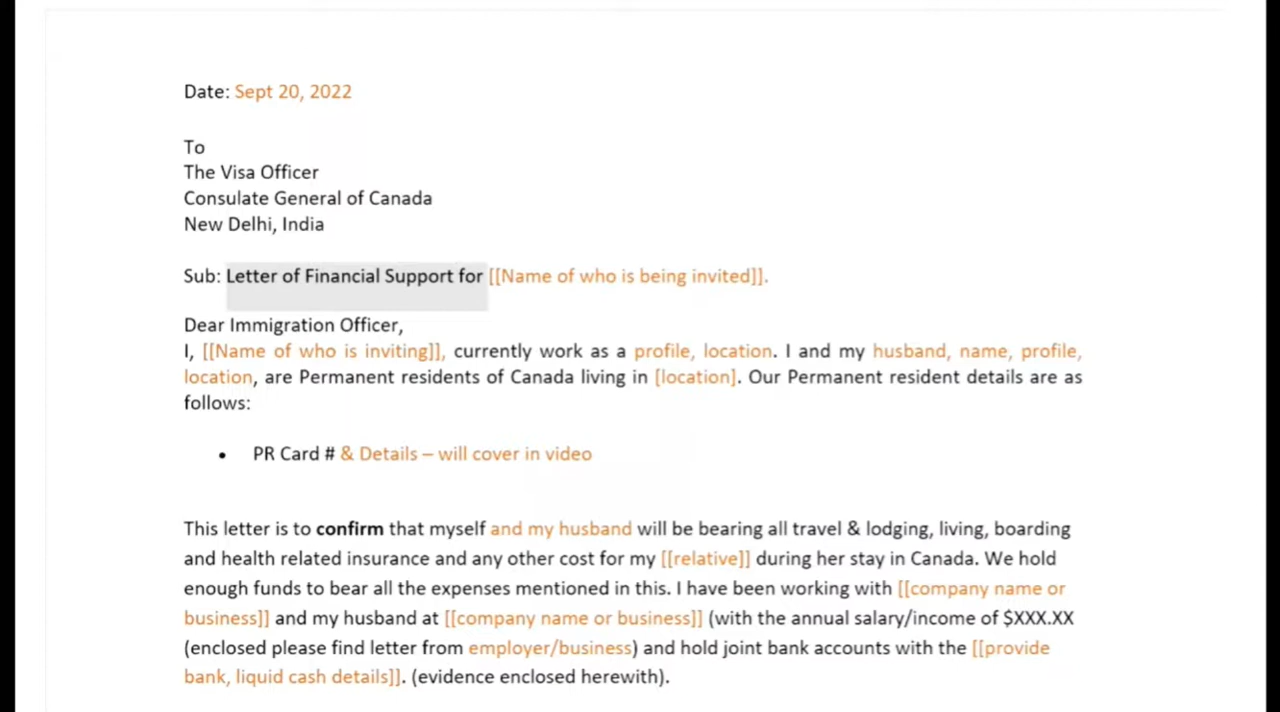 Date: Sept 20, 2022
To
The Visa Officer
Consulate General of Canada
New Delhi, India
Sub: Letter of Financial Support for [[Name of who is being invited]].
Dear Immigration Officer,
I, [[Name of who is inviting]], currently work as a profile, location. I and my husband, name, profile,
location, are Permanent residents of Canada living in [location]. Our Permanent resident details are as
follows:
• PR Card # & Details – will cover in video
This letter is to confirm that myself and my husband will be bearing all travel & lodging, living, boarding
and health related insurance and any other cost for my [[relative]] during her stay in Canada. We hold
enough funds to bear all the expenses mentioned in this. I have been working with [[company name or
business]] and my husband at [[company name or business]] (with the annual salary/income of $XXX.XX
(enclosed please find letter from employer/business) and hold joint bank accounts with the [[provide
bank, liquid cash details]]. (evidence enclosed herewith).